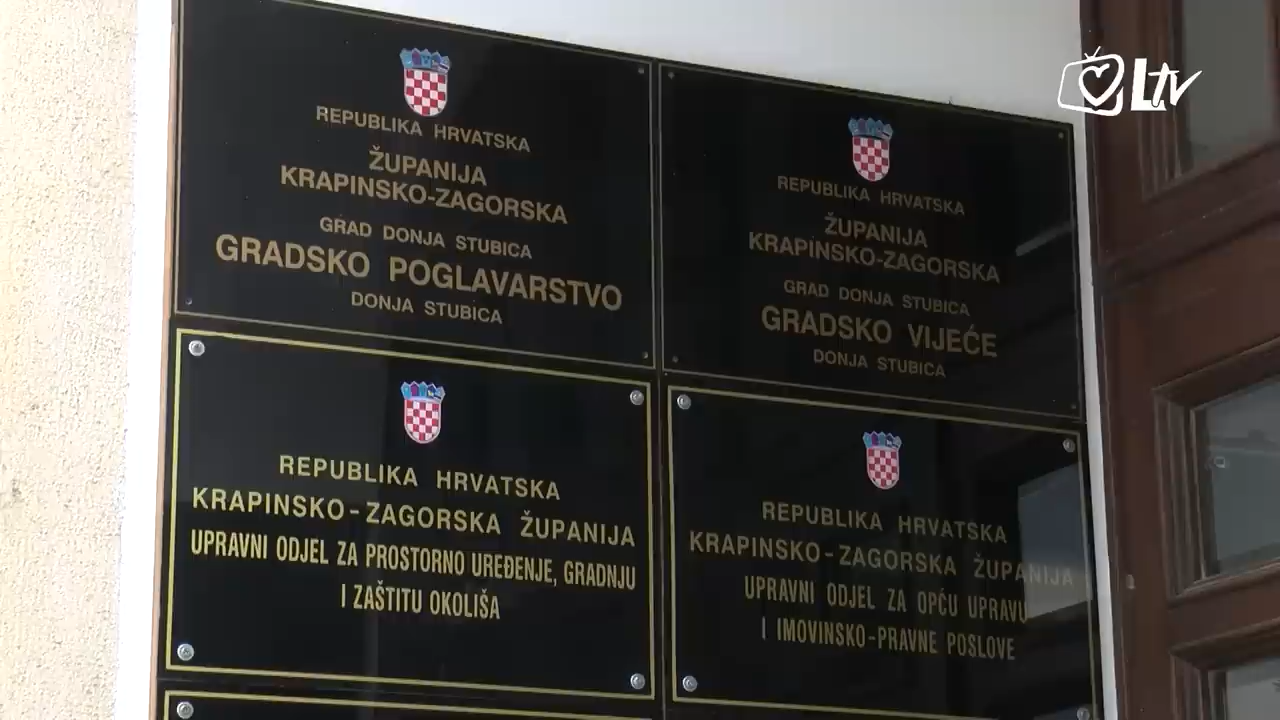 LTV
REPUBLIKA HRVATSKA
ŽUPANIJA
KRAPINSKO-ZAGORSKA
GRAD DONJA STUBICA
GRADSKO POGLAVARSTVO
DONJA STUBICA
REPUBLIKA HRVATSKA
ŽUPANIJA
KRAPINSKO-ZAGORSKA
GRAD DONJA STUBICA
GRADSKO VIJEĆE
DONJA STUBICA
REPUBLIKA HRVATSKA
KRAPINSKO-ZAGORSKA ŽUPANIJA
UPRAVNI ODJEL ZA PROSTORNO UREĐENJE, GRADNJU
I ZAŠTITU OKOLIŠA
REPUBLIKA HRVATSKA
KRAPINSKO-ZAGORSKA ŽUPANIJA
UPRAVNI ODJEL ZA OPĆU UPRAVU
I IMOVINSKO-PRAVNE POSLOVE